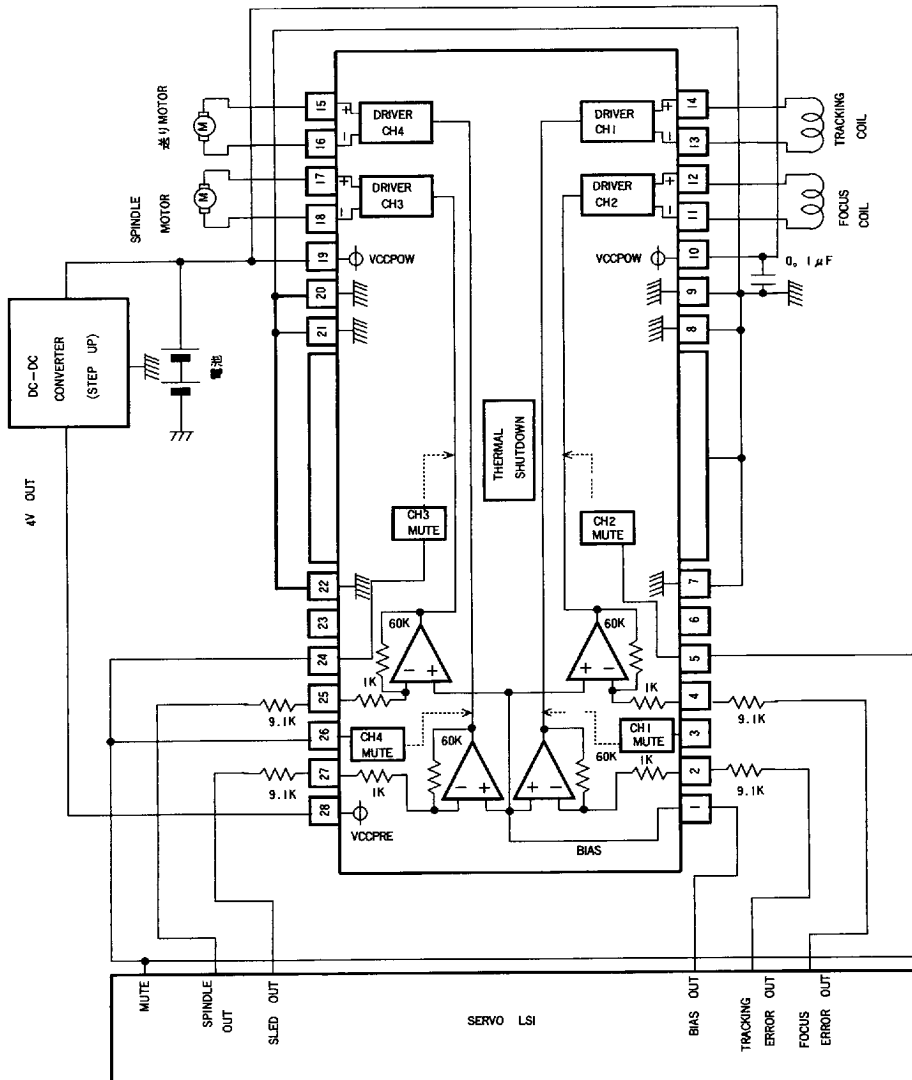 DC-DC
CONVERTER
(STEP UP)
4V OUT
電池
SPINDLE
MOTOR
送りMOTOR
M
M
15
16
17
18
19
20
21
22
23
24
25
26
27
28
+
-
+
-
DRIVER
CH4
DRIVER
CH3
VCCPOW
CH3
MUTE
60K
1K
9.1K
CH4
MUTE
60K
1K
9.1K
VCCPRE
THERMAL
SHUTDOWN
14
13
12
11
10
9
8
7
6
5
4
3
2
1
+
-
+
-
DRIVER
CH1
DRIVER
CH2
VCCPOW
TRACKING
COIL
FOCUS
COIL
0.1μF
CH2
MUTE
60K
1K
9.1K
CH1
MUTE
60K
1K
9.1K
-
+
-
+
+
-
+
-
BIAS
MUTE
SPINDLE
OUT
SLED OUT
SERVO LSI
BIAS OUT
TRACKING
ERROR OUT
FOCUS
ERROR OUT